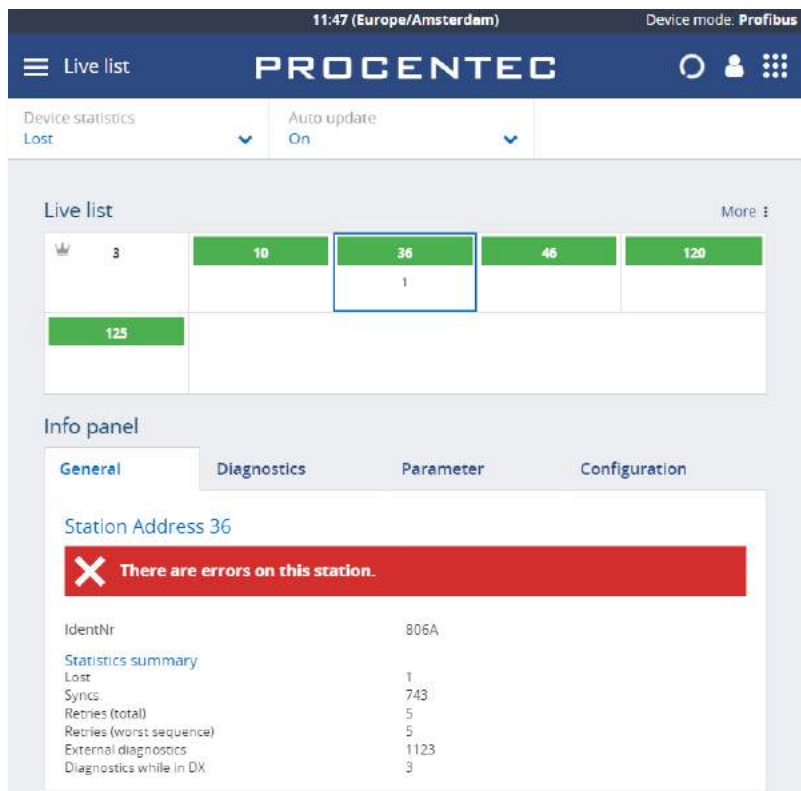 11:47 (Europe/Amsterdam) Device mode: Profibus
Live list PROCENTEC
Device statistics Auto update
Lost On
Live list More
3 10 36 46 120
1
125
Info panel
General Diagnostics Parameter Configuration
Station Address 36
There are errors on this station.
IdentNr 806A
Statistics summary
Lost 1
Syncs 743
Retries (total) 5
Retries (worst sequence) 5
External diagnostics 1123
Diagnostics while in DX 3